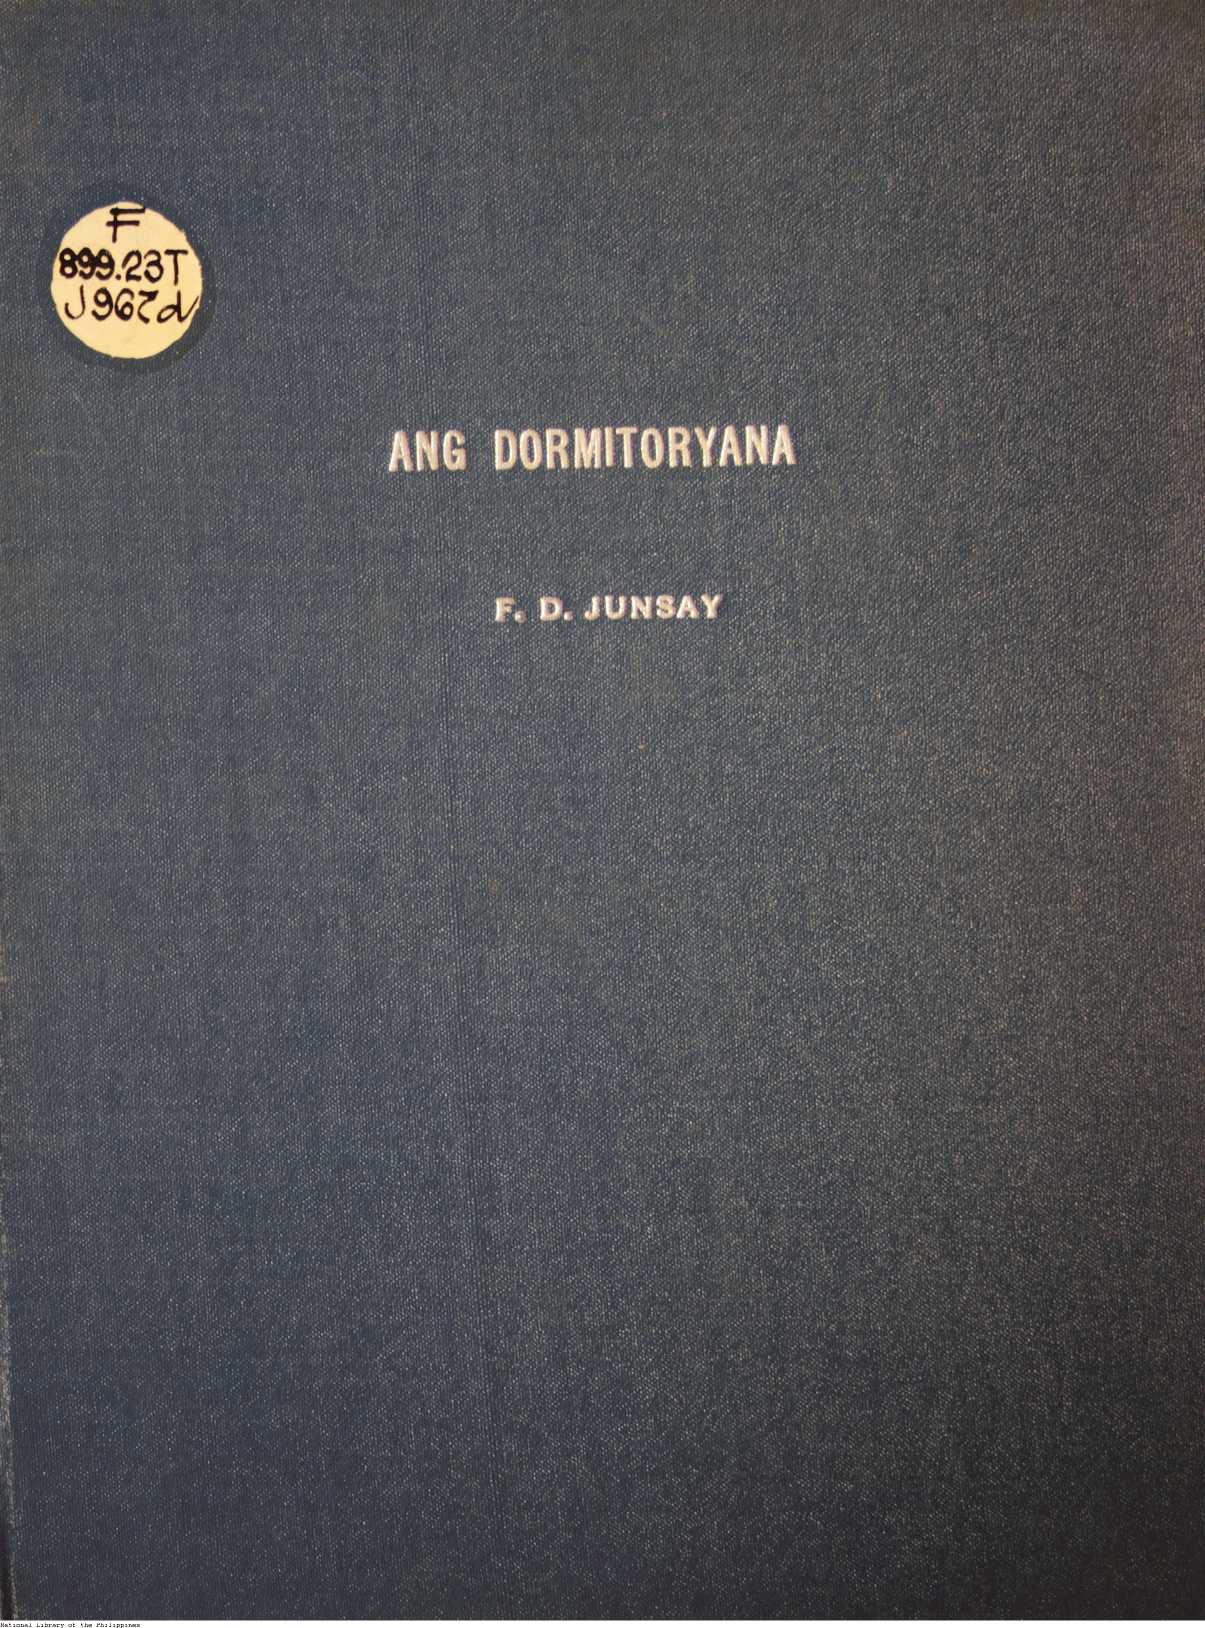 F
899.23T
J967d
ANG DORMITORYANA
F. D. JUNSAY
National Library of the Philippines